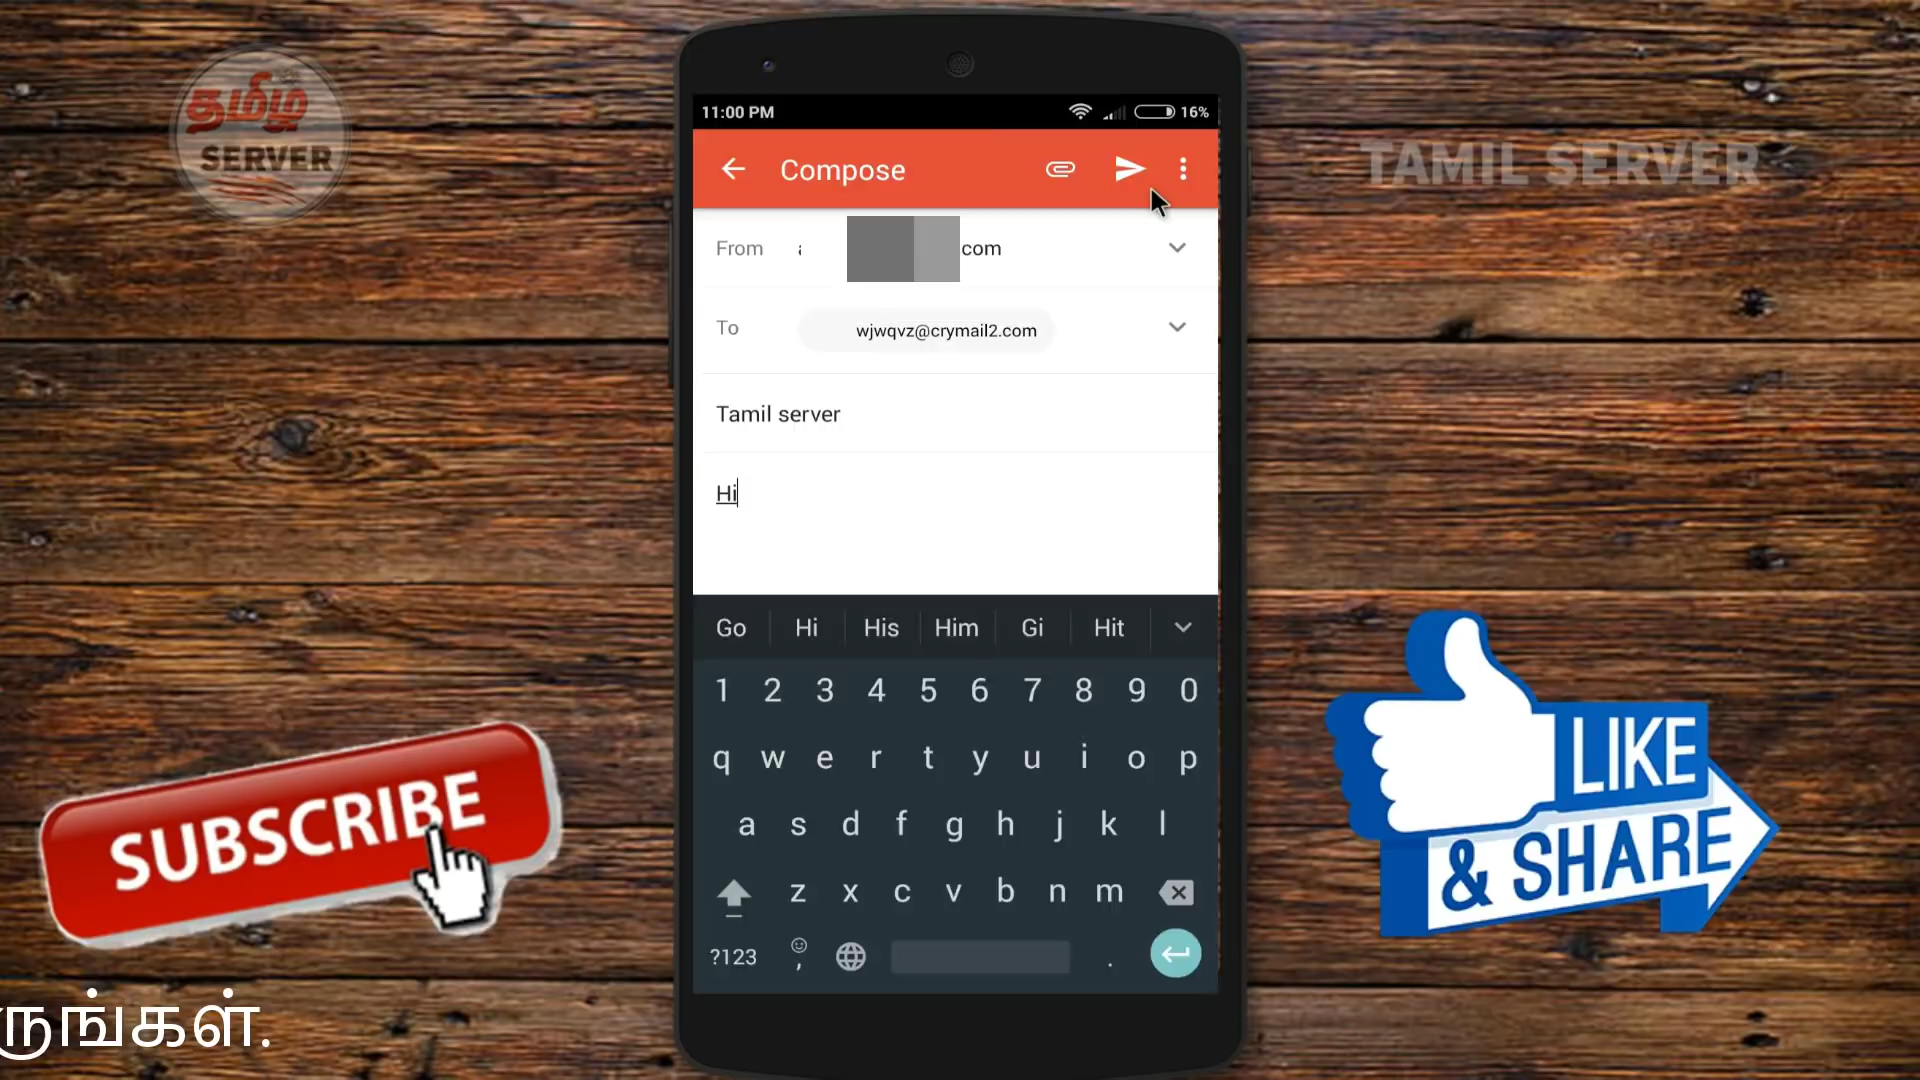 தமிழ்
SERVER
TAMIL SERVER
11:00 PM
16%
Compose
From
com
To
wjwqvz@crymail2.com
Tamil server
Hi
Go Hi His Him Gi Hit
1 2 3 4 5 6 7 8 9 0
q w e r t y u i o p
a s d f g h j k l
z x c v b n m
?123 , .
SUBSCRIBE
LIKE
& SHARE
ருங்கள்.